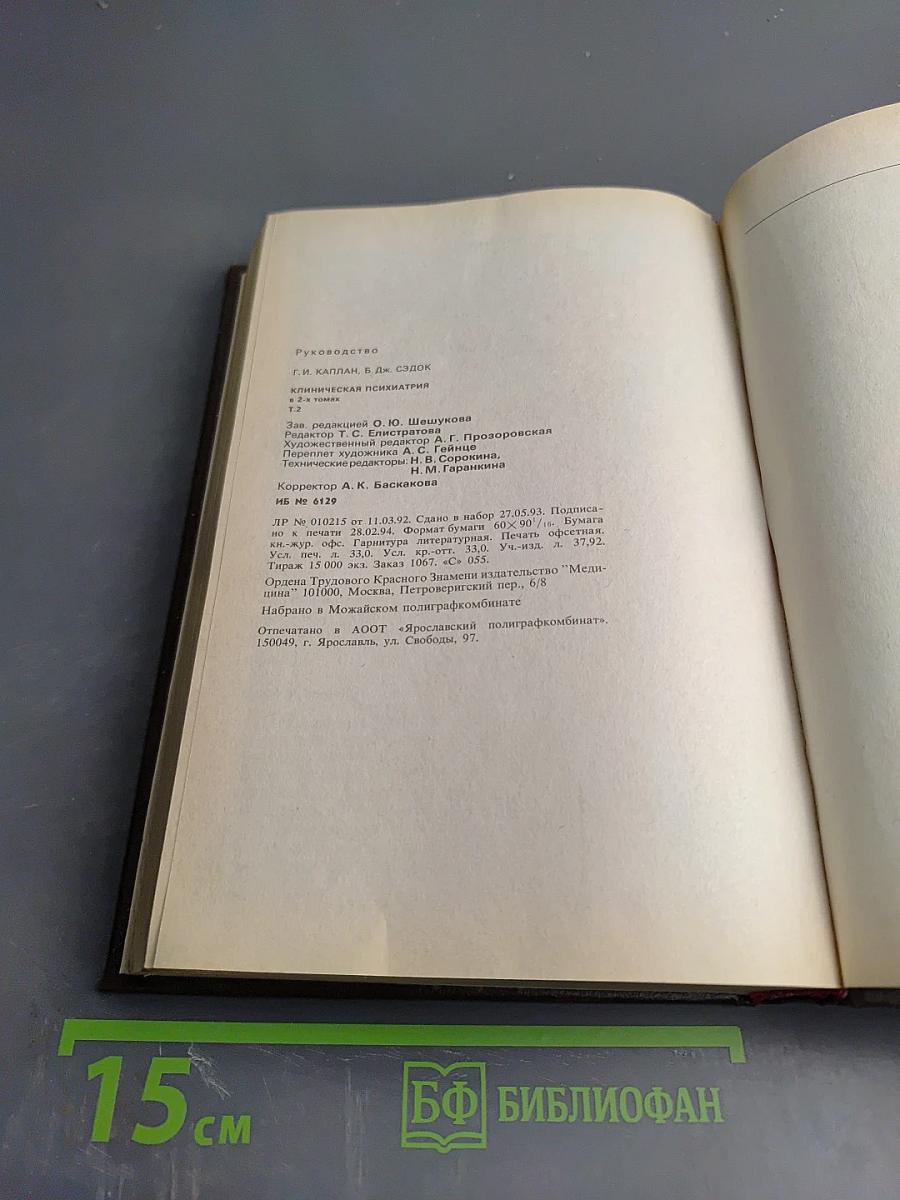 Руководство
Г. И. КАПЛАН, Б. Дж. СЭДОК
КЛИНИЧЕСКАЯ ПСИХИАТРИЯ
в 2-х томах
Т.2
Зав. редакцией О. Ю. Шешукова
Редактор Т. С. Елистратова
Художественный редактор А. Г. Прозоровская
Переплет художника А. С. Гейнце
Технические редакторы: Н. В. Сорокина,
Н. М. Гаранкина
Корректор А. К. Баскакова
ИБ № 6129
ЛР № 010215 от 11.03.92. Сдано в набор 27.05.93. Подписа-
но к печати 28.02.94. Формат бумаги 60×90¹/₁₆. Бумага
кн.-жур. офс. Гарнитура литературная. Печать офсетная.
Усл. печ. л. 33,0. Усл. кр.-отт. 33,0. Уч.-изд. л. 37,92.
Тираж 15 000 экз. Заказ 1067. «С» 055.
Ордена Трудового Красного Знамени издательство "Меди-
цина" 101000, Москва, Петроверигский пер., 6/8
Набрано в Можайском полиграфкомбинате
Отпечатано в АООТ «Ярославский полиграфкомбинат».
150049, г. Ярославль, ул. Свободы, 97.
15 см
БФ БИБЛИОФАН